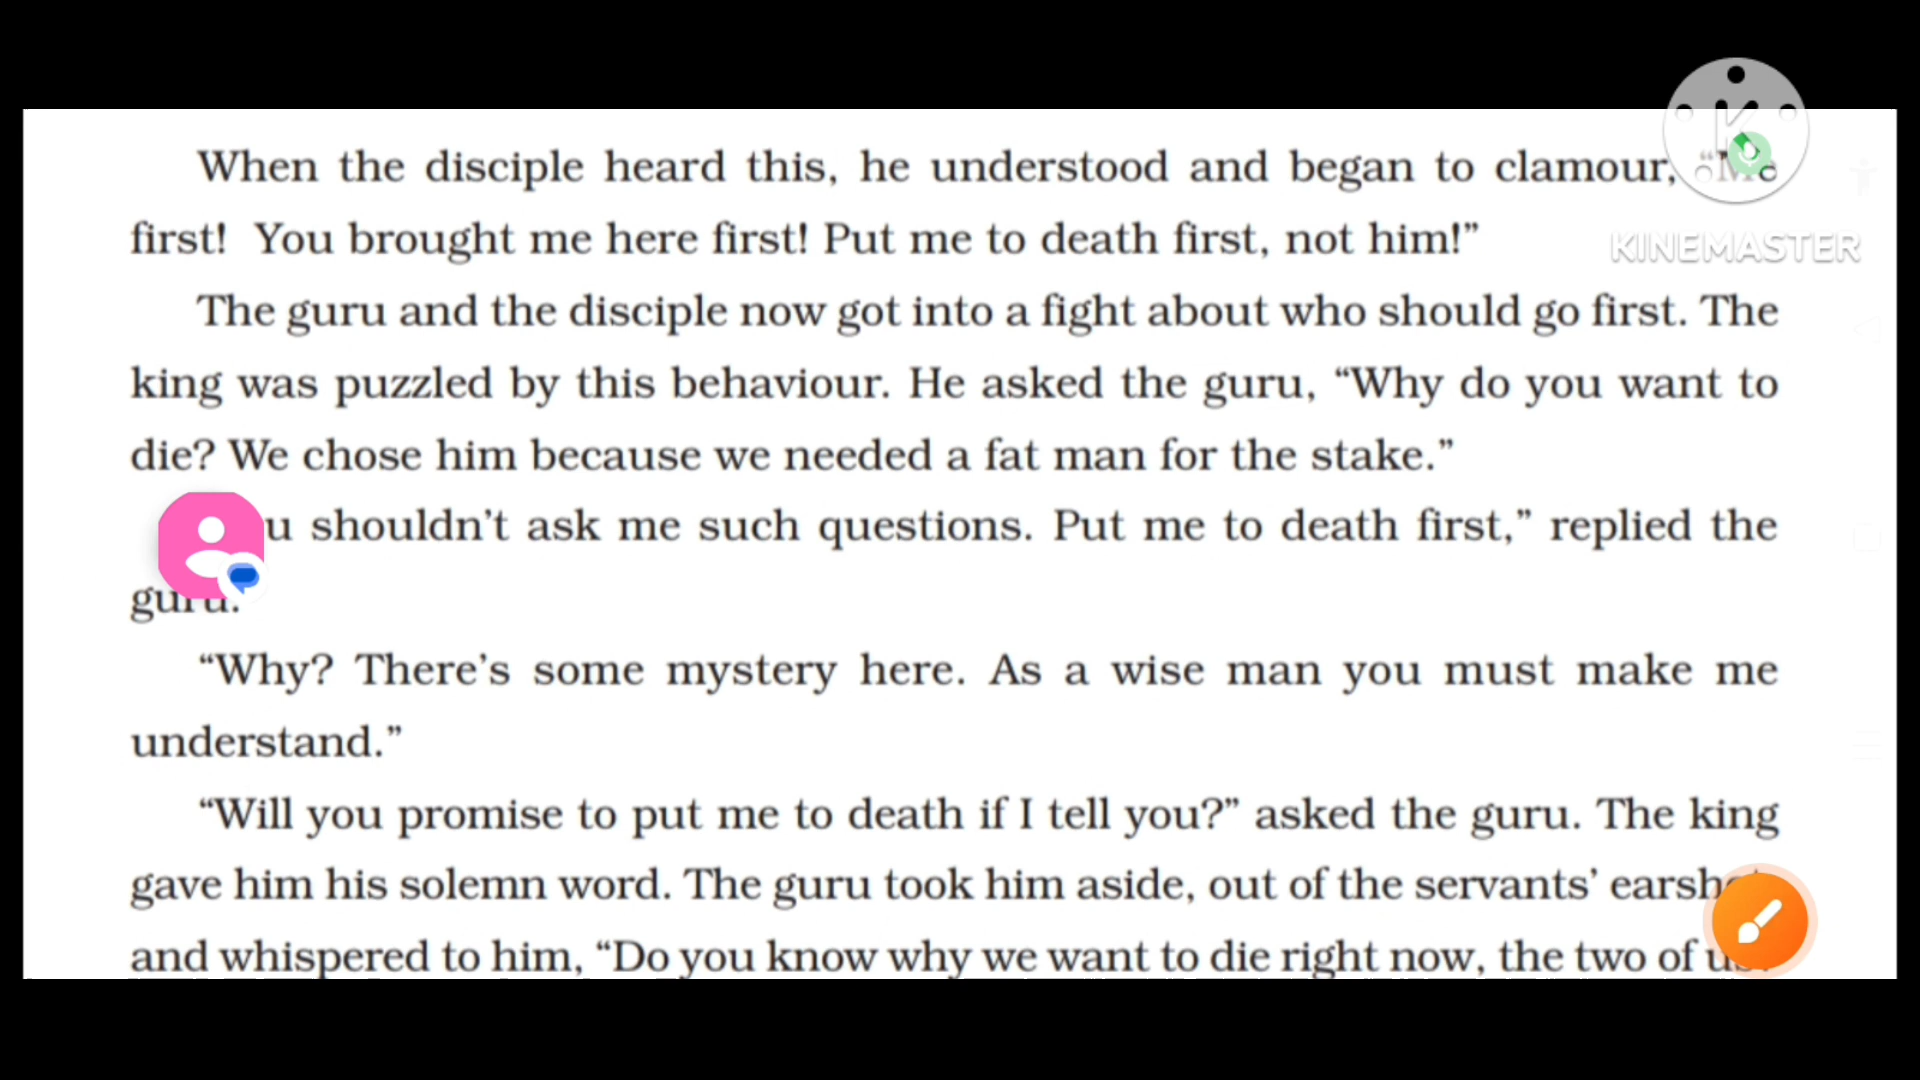 When the disciple heard this, he understood and began to clamour, “Me
first! You brought me here first! Put me to death first, not him!”
KINEMASTER
The guru and the disciple now got into a fight about who should go first. The
king was puzzled by this behaviour. He asked the guru, “Why do you want to
die? We chose him because we needed a fat man for the stake.”
u shouldn’t ask me such questions. Put me to death first,” replied the
guru.
“Why? There’s some mystery here. As a wise man you must make me
understand.”
“Will you promise to put me to death if I tell you?” asked the guru. The king
gave him his solemn word. The guru took him aside, out of the servants’
and whispered to him, “Do you know why we want to die right now, the two of